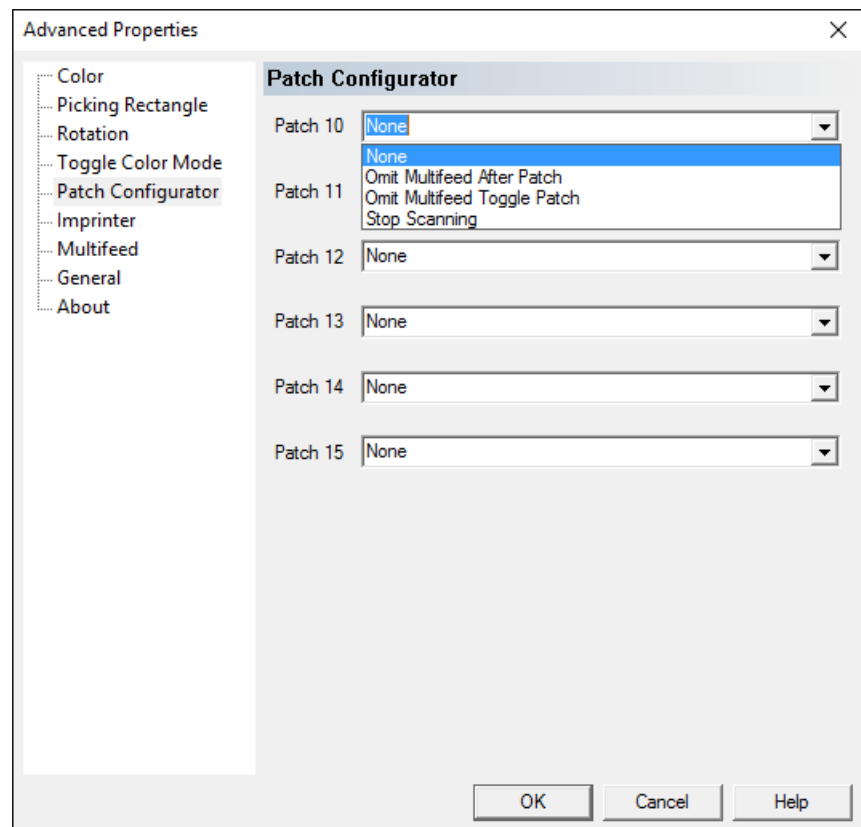 Advanced Properties
Color
Picking Rectangle
Rotation
Toggle Color Mode
Patch Configurator
Imprinter
Multifeed
General
About
Patch Configurator
Patch 10 None
None
Omit Multifeed After Patch
Patch 11
Omit Multifeed Toggle Patch
Stop Scanning
Patch 12 None
Patch 13 None
Patch 14 None
Patch 15 None
OK Cancel Help